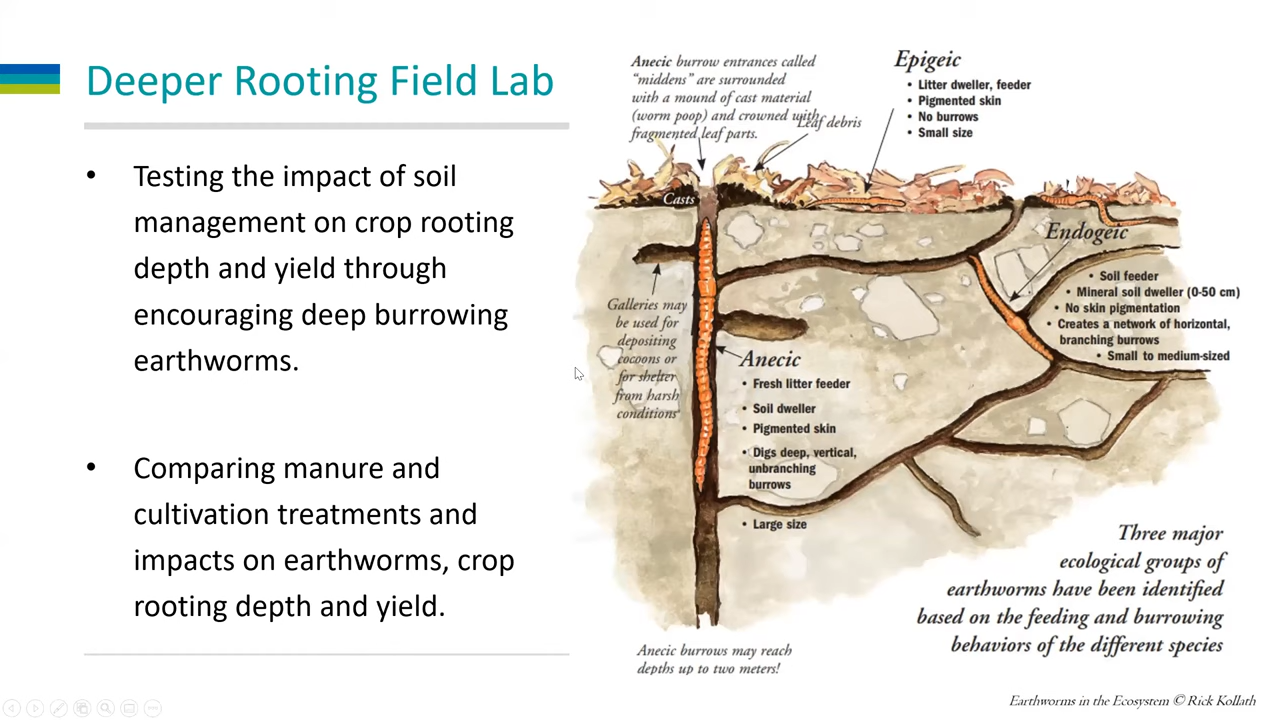 Deeper Rooting Field Lab
• Testing the impact of soil
management on crop rooting
depth and yield through
encouraging deep burrowing
earthworms.
• Comparing manure and
cultivation treatments and
impacts on earthworms, crop
rooting depth and yield.
Anecic burrow entrances called
“middens” are surrounded
with a mound of cast material
(worm poop) and crowned with
fragmented leaf parts.
Leaf debris
Epigeic
• Litter dweller, feeder
• Pigmented skin
• No burrows
• Small size
Casts
Galleries may
be used for
depositing
cocoons or
for shelter
from harsh
conditions
Anecic
• Fresh litter feeder
• Soil dweller
• Pigmented skin
• Digs deep, vertical,
unbranching
burrows
• Large size
Endogeic
• Soil feeder
• Mineral soil dweller (0-50 cm)
• No skin pigmentation
• Creates a network of horizontal,
branching burrows
• Small to medium-sized
Three major
ecological groups of
earthworms have been identified
based on the feeding and burrowing
behaviors of the different species
Anecic burrows may reach
depths up to two meters!
Earthworms in the Ecosystem © Rick Kollath